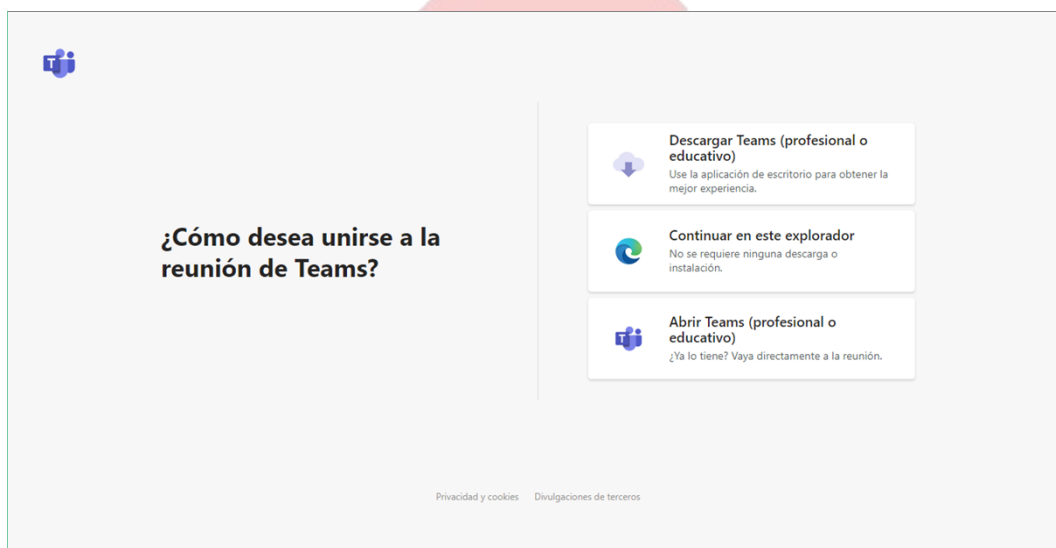 ¿Cómo desea unirse a la
reunión de Teams?
Descargar Teams (profesional o
educativo)
Use la aplicación de escritorio para obtener la
mejor experiencia.
Continuar en este explorador
No se requiere ninguna descarga o
instalación.
Abrir Teams (profesional o
educativo)
¿Ya lo tiene? Vaya directamente a la reunión.
Privacidad y cookies Divulgaciones de terceros